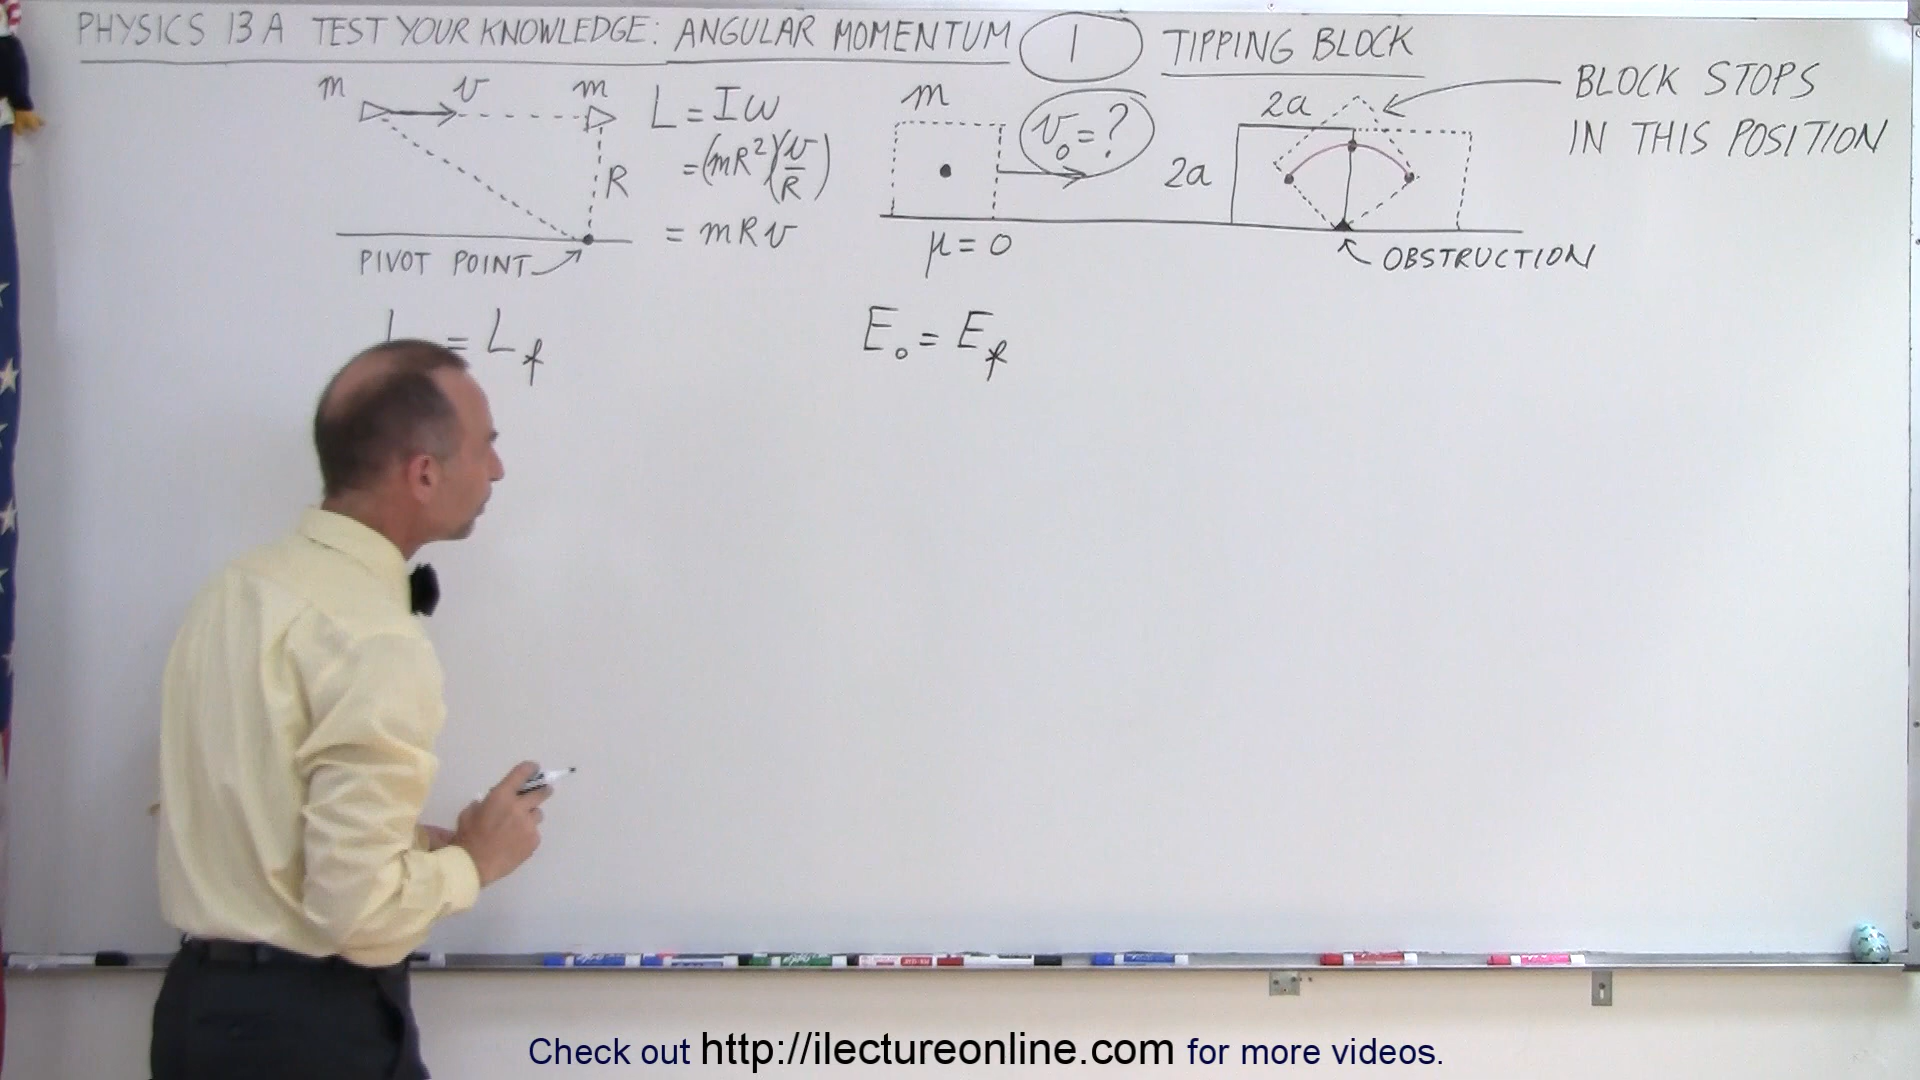 PHYSICS 13A TEST YOUR KNOWLEDGE: ANGULAR MOMENTUM 1 TIPPING BLOCK
m v m
L = Iω
= (mR²)(v/R)
= mRv
R
PIVOT POINT
m
v₀ = ?
μ = 0
2a
2a
BLOCK STOPS
IN THIS POSITION
OBSTRUCTION
L = L_f
E₀ = E_f
Check out http://ilectureonline.com for more videos.